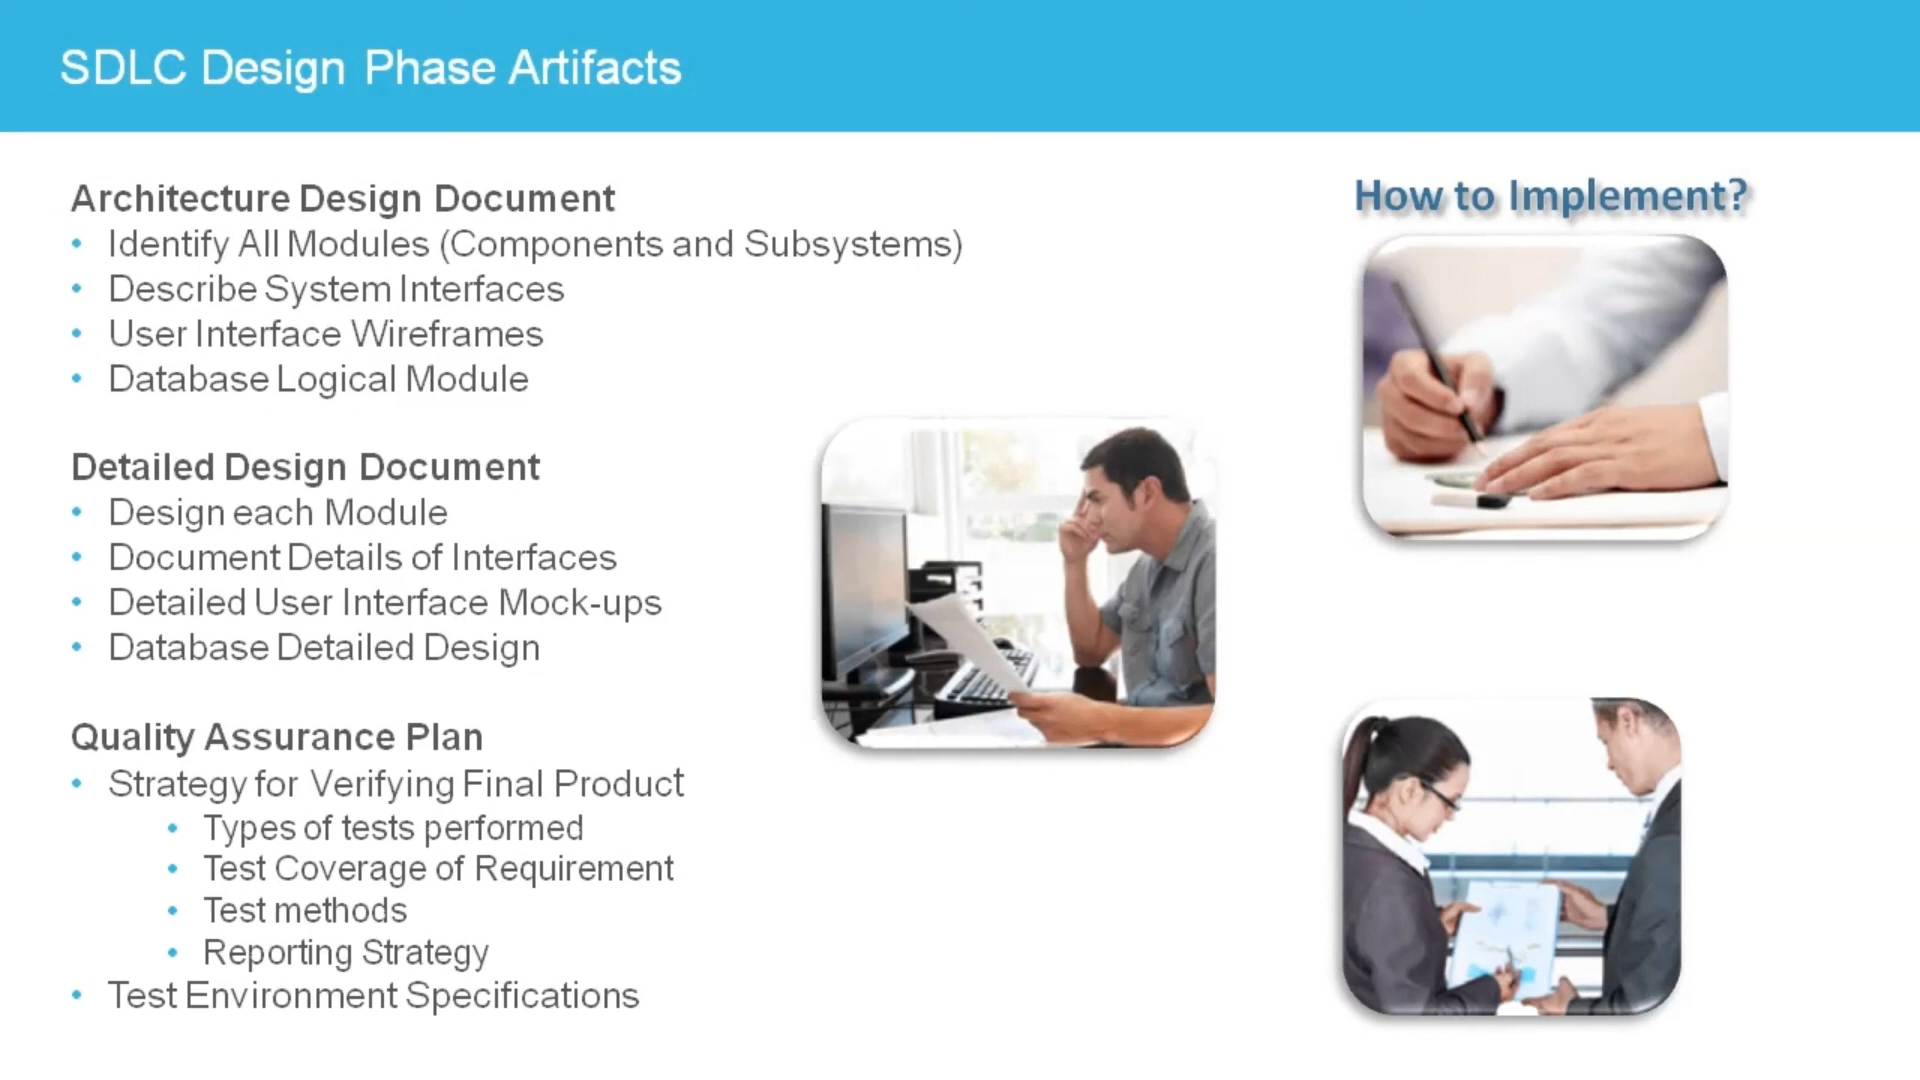 SDLC Design Phase Artifacts
Architecture Design Document
• Identify All Modules (Components and Subsystems)
• Describe System Interfaces
• User Interface Wireframes
• Database Logical Module
Detailed Design Document
• Design each Module
• Document Details of Interfaces
• Detailed User Interface Mock-ups
• Database Detailed Design
Quality Assurance Plan
• Strategy for Verifying Final Product
• Types of tests performed
• Test Coverage of Requirement
• Test methods
• Reporting Strategy
• Test Environment Specifications
How to Implement?